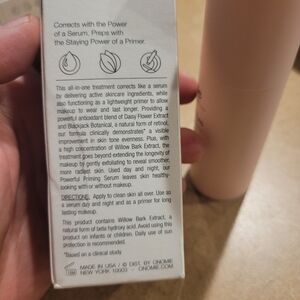 Corrects with the Power
of a Serum. Preps with
the Staying Power of a Primer.
This all-in-one treatment corrects like a serum
by delivering active skincare ingredients, while
also functioning as a lightweight primer to allow
makeup to wear and last longer. Providing a
powerful antioxidant blend of Daisy Flower Extract
and Blackjack Botanical, a natural form of retinol,
our formula clinically demonstrates* a visible
improvement in skin tone evenness. Plus, with
a high concentration of Willow Bark Extract, the
treatment goes beyond extending the longevity of
makeup by gently exfoliating to reveal smoother,
more radiant skin. Used day and night, our
Powerful Priming Serum leaves skin healthy-
looking with or without makeup.
DIRECTIONS: Apply to clean skin all over. Use as
a serum day and night and as a primer for long
lasting makeup.
This product contains Willow Bark Extract, a
natural form of beta hydroxy acid. Avoid using this
product on infants or children. Daily use of sun
protection is recommended.
*Based on a clinical study.
MADE IN USA / © DIST. BY ONOMIE
NEW YORK 10003 - ONOMIE.COM